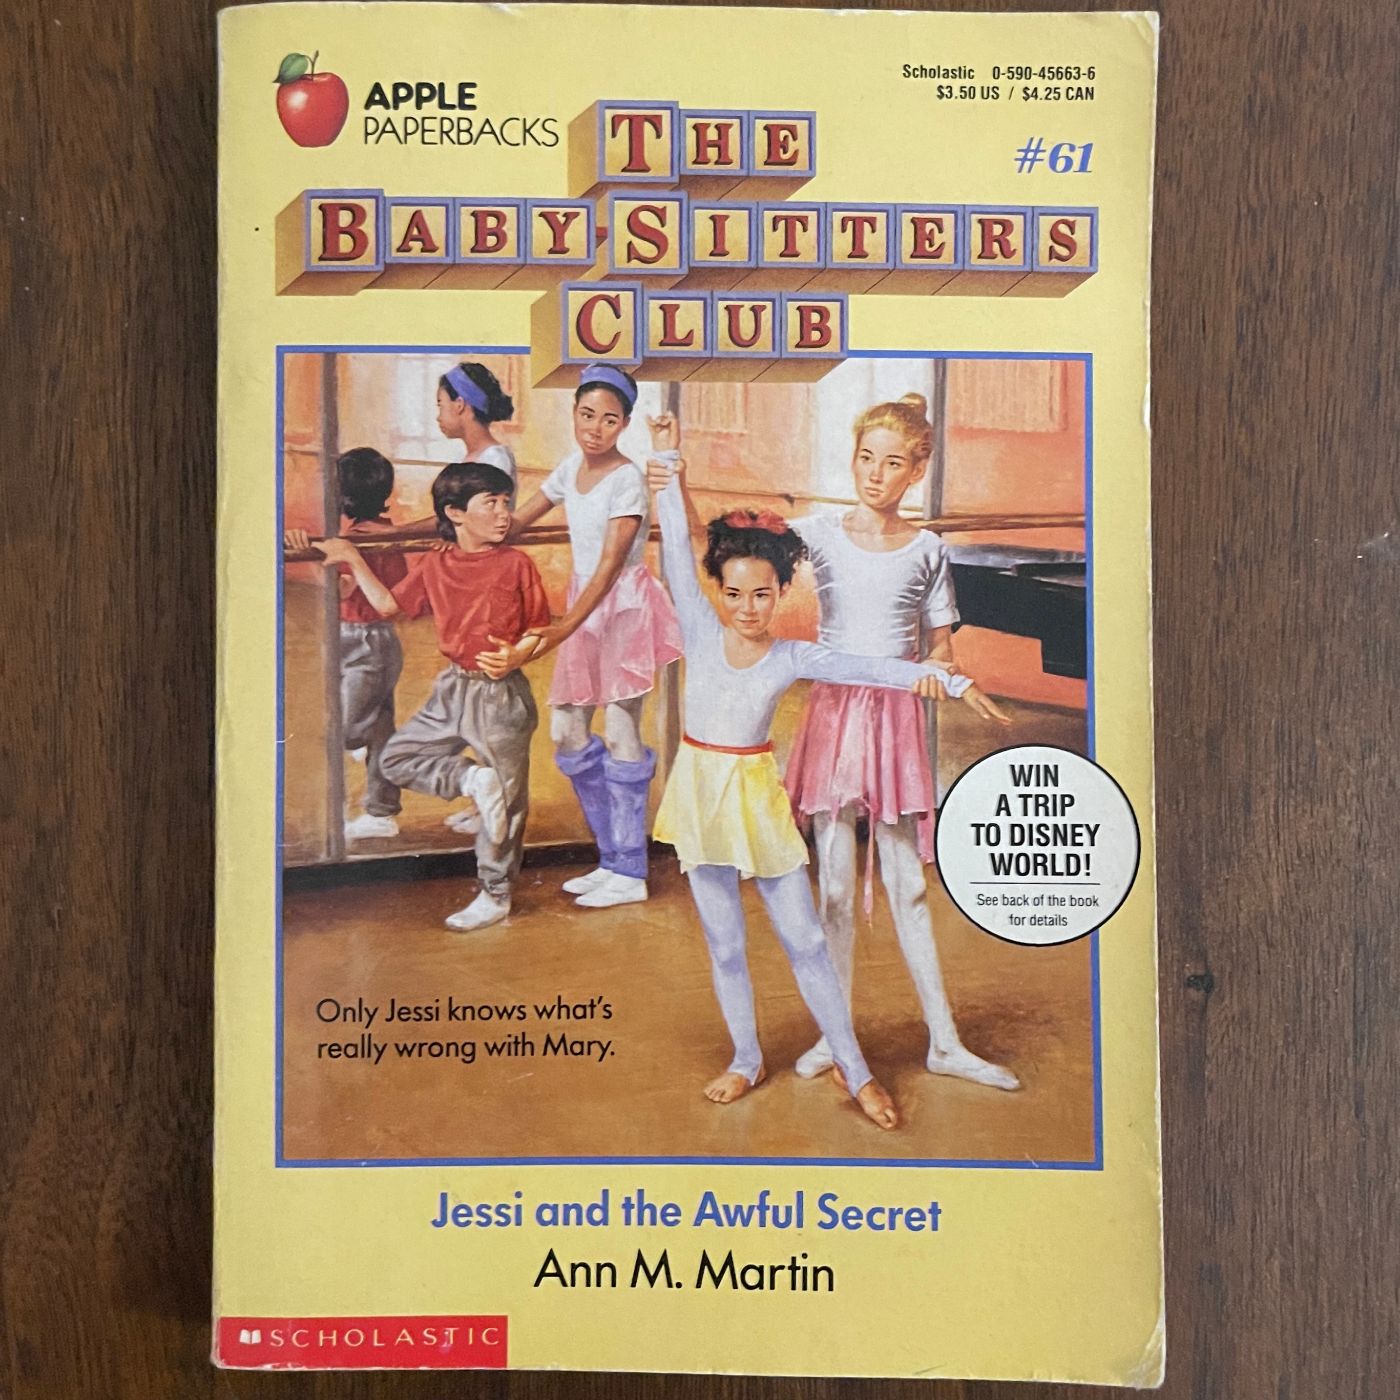 APPLE
PAPERBACKS
Scholastic 0-590-45663-6
$3.50 US / $4.25 CAN
#61
THE
BABY-SITTERS
CLUB
WIN
A TRIP
TO DISNEY
WORLD!
See back of the book
for details
Only Jessi knows what's
really wrong with Mary.
Jessi and the Awful Secret
Ann M. Martin
SCHOLASTIC